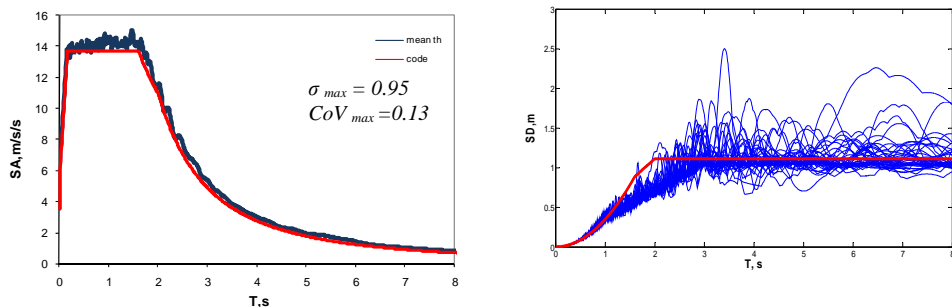 16
14
12
10
8
6
4
2
0
SA,m/s/s
mean th
code
σ max = 0.95
CoV max =0.13
0 1 2 3 4 5 6 7 8
T,s
3
2.5
2
1.5
1
0.5
0
SD,m
0 1 2 3 4 5 6 7 8
T, s